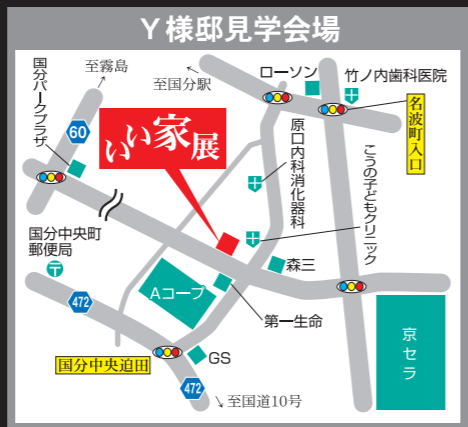 Y様邸見学会場
至霧島
至国分駅
ローソン
竹ノ内歯科医院
国分パークプラザ
60
名波町入口
いい家展
原口内科消化器科
こうの子どもクリニック
国分中央町
郵便局
森三
Aコープ
472
第一生命
京セラ
国分中央迫田
GS
472
至国道10号